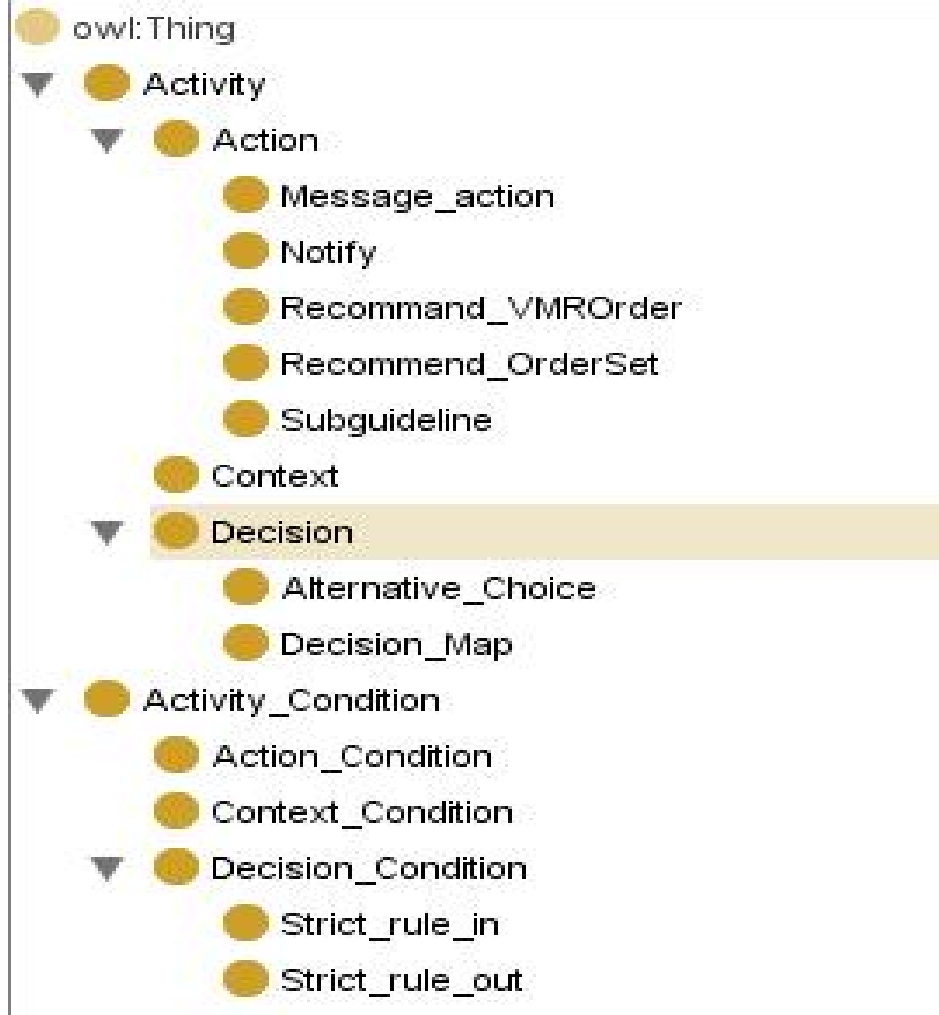 owl:Thing
Activity
Action
Message_action
Notify
Recommand_VMROrder
Recommend_OrderSet
Subguideline
Context
Decision
Alternative_Choice
Decision_Map
Activity_Condition
Action_Condition
Context_Condition
Decision_Condition
Strict_rule_in
Strict_rule_out